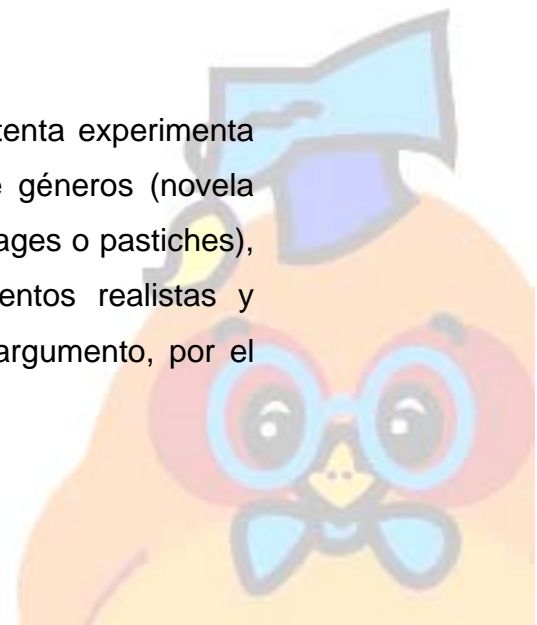 tenta experimenta
géneros (novela
ages o pastiches),
entos realistas y
argumento, por el